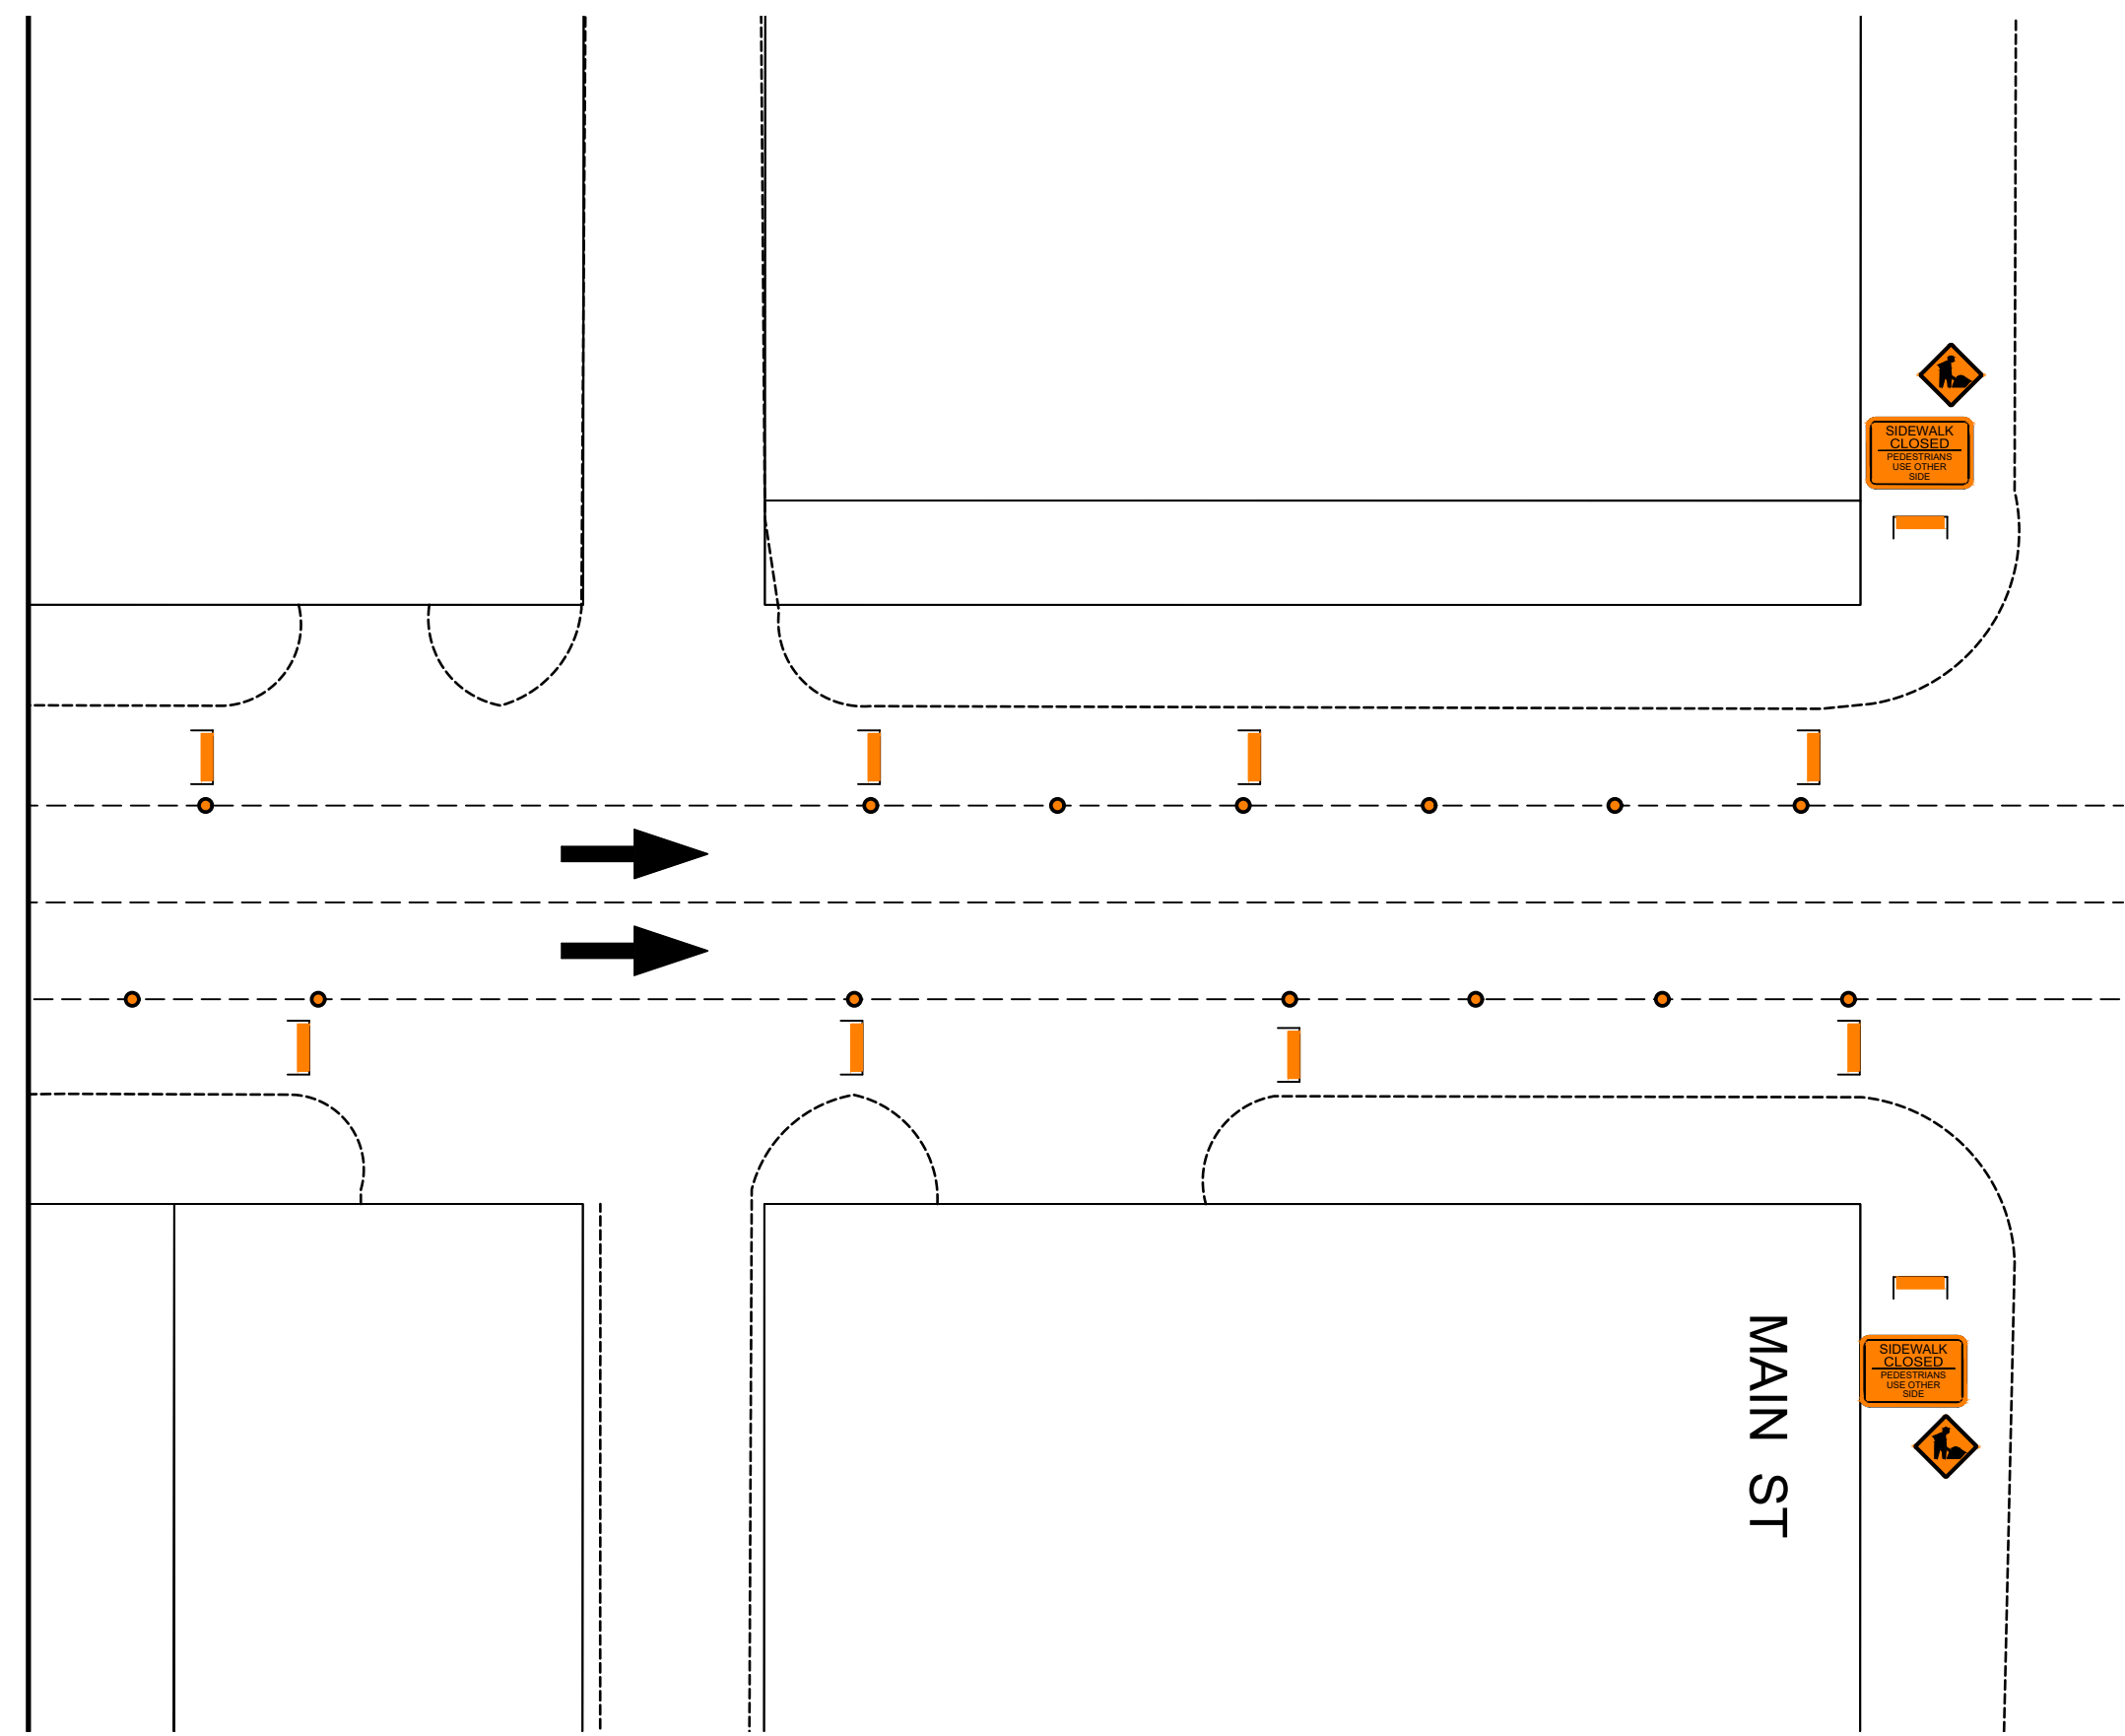 SIDEWALK
CLOSED
PEDESTRIANS
USE OTHER
SIDE
SIDEWALK
CLOSED
PEDESTRIANS
USE OTHER
SIDE
MAIN ST